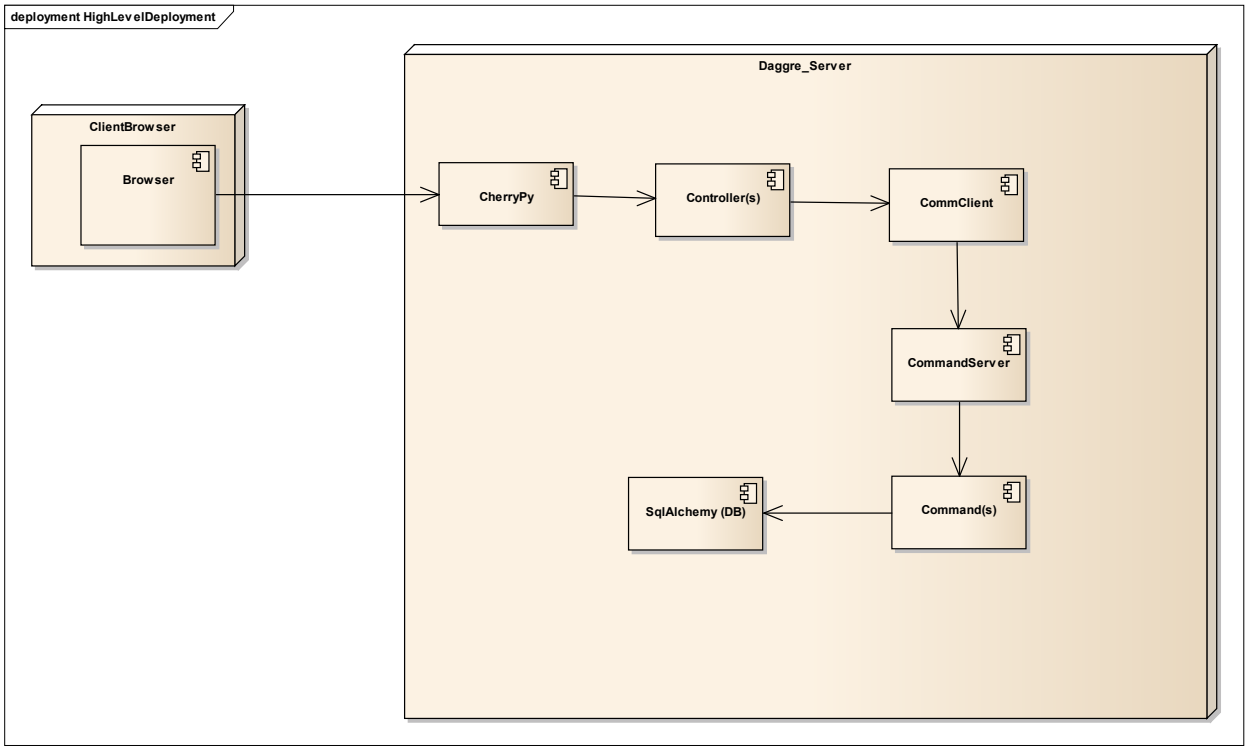 deployment HighLevelDeployment
Daggre_Server
ClientBrowser
Browser
CherryPy
Controller(s)
CommClient
CommandServer
SqlAlchemy (DB)
Command(s)